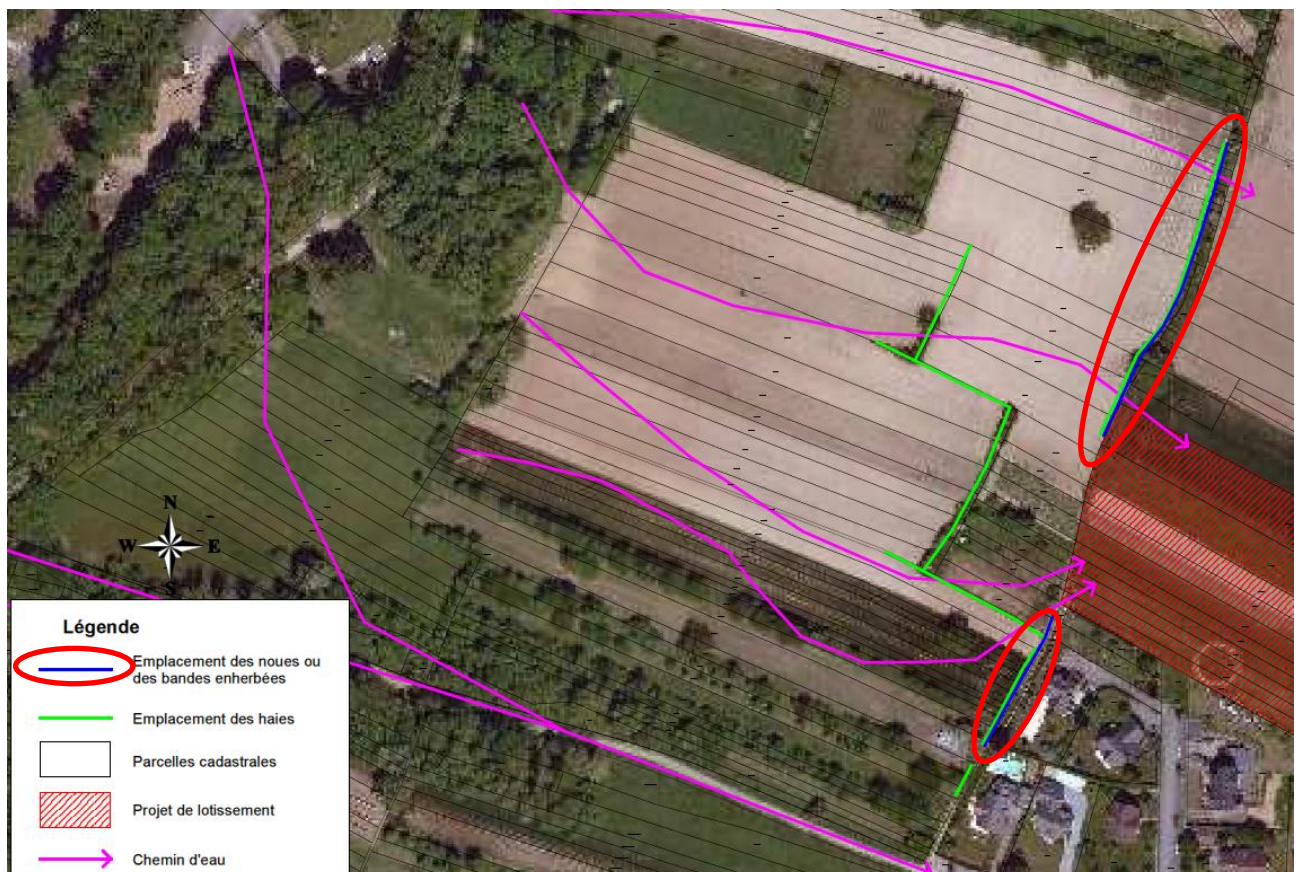 N
W
E
S
Légende
Emplacement des noues ou
des bandes enherbées
Emplacement des haies
Parcelles cadastrales
Projet de lotissement
Chemin d'eau